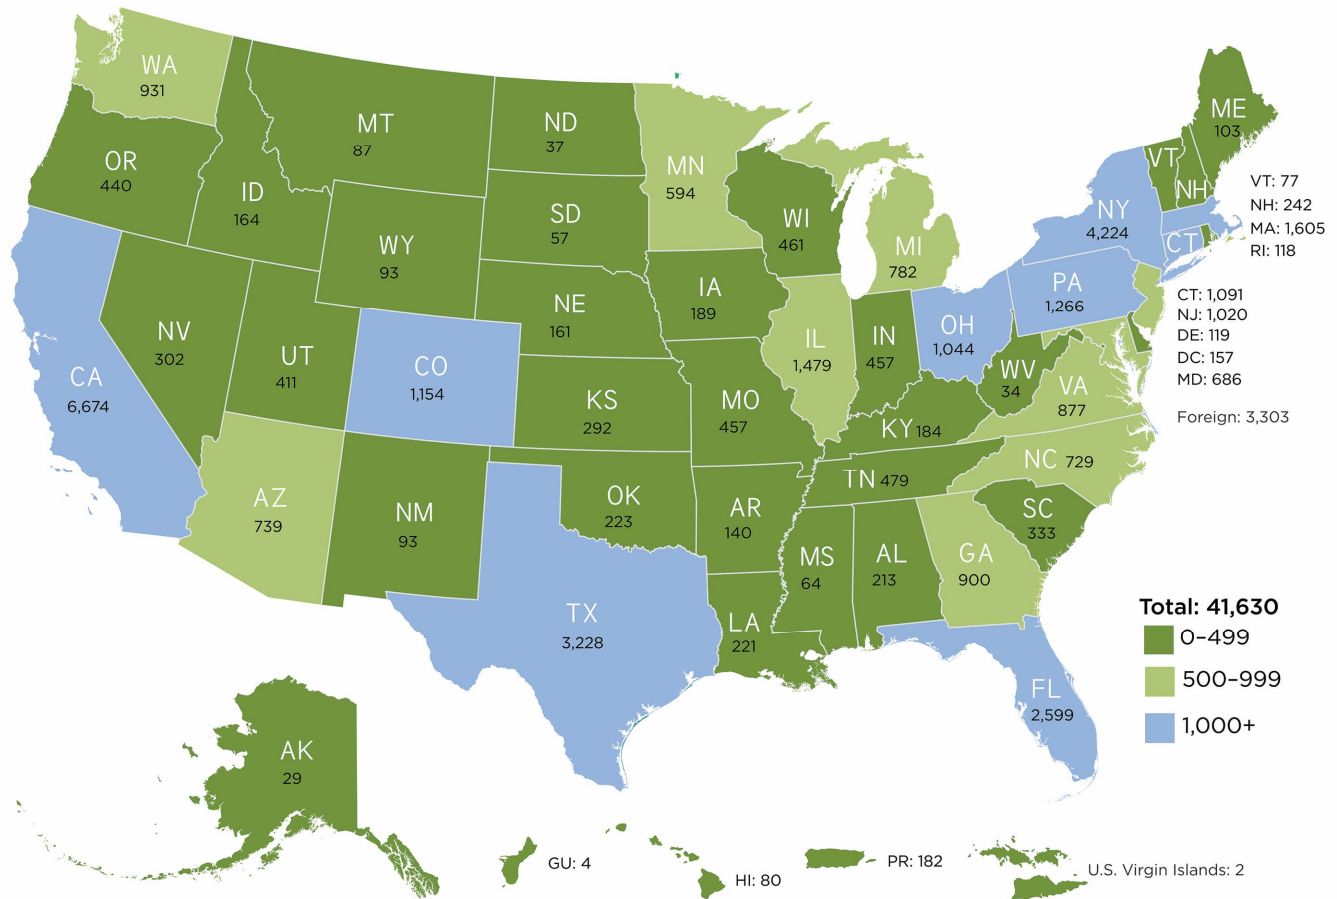 WA
931
MT
87
ND
37
MN
594
OR
440
ID
164
WY
93
SD
57
WI
461
MI
782
ME
103
VT
NH
NY
4,224
CT
VT: 77
NH: 242
MA: 1,605
RI: 118
PA
1,266
NV
302
UT
411
CO
1,154
NE
161
IA
189
IL
1,479
IN
457
OH
1,044
CT: 1,091
NJ: 1,020
DE: 119
DC: 157
MD: 686
CA
6,674
KS
292
MO
457
WV
34
VA
877
KY 184
Foreign: 3,303
AZ
739
NM
93
OK
223
AR
140
TN 479
NC 729
SC
333
MS
64
AL
213
GA
900
TX
3,228
LA
221
FL
2,599
Total: 41,630
0–499
500–999
1,000+
AK
29
GU: 4
HI: 80
PR: 182
U.S. Virgin Islands: 2